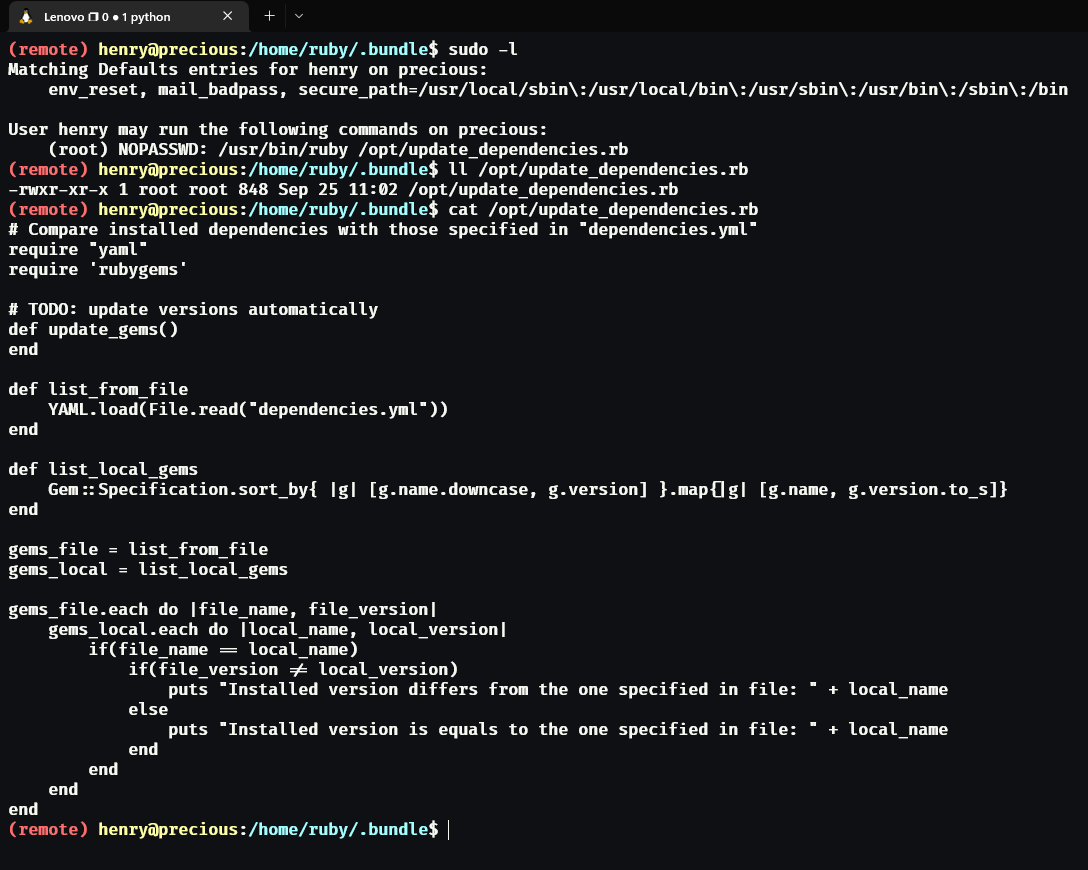 Lenovo 0 ● 1 python
(remote) henry@precious:/home/ruby/.bundle$ sudo -l
Matching Defaults entries for henry on precious:
    env_reset, mail_badpass, secure_path=/usr/local/sbin\:/usr/local/bin\:/usr/sbin\:/usr/bin\:/sbin\:/bin

User henry may run the following commands on precious:
    (root) NOPASSWD: /usr/bin/ruby /opt/update_dependencies.rb
(remote) henry@precious:/home/ruby/.bundle$ ll /opt/update_dependencies.rb
-rwxr-xr-x 1 root root 848 Sep 25 11:02 /opt/update_dependencies.rb
(remote) henry@precious:/home/ruby/.bundle$ cat /opt/update_dependencies.rb
# Compare installed dependencies with those specified in "dependencies.yml"
require "yaml"
require 'rubygems'

# TODO: update versions automatically
def update_gems()
end

def list_from_file
    YAML.load(File.read("dependencies.yml"))
end

def list_local_gems
    Gem::Specification.sort_by{ |g| [g.name.downcase, g.version] }.map{|g| [g.name, g.version.to_s]}
end

gems_file = list_from_file
gems_local = list_local_gems

gems_file.each do |file_name, file_version|
    gems_local.each do |local_name, local_version|
        if(file_name == local_name)
            if(file_version != local_version)
                puts "Installed version differs from the one specified in file: " + local_name
            else
                puts "Installed version is equals to the one specified in file: " + local_name
            end
        end
    end
end
(remote) henry@precious:/home/ruby/.bundle$